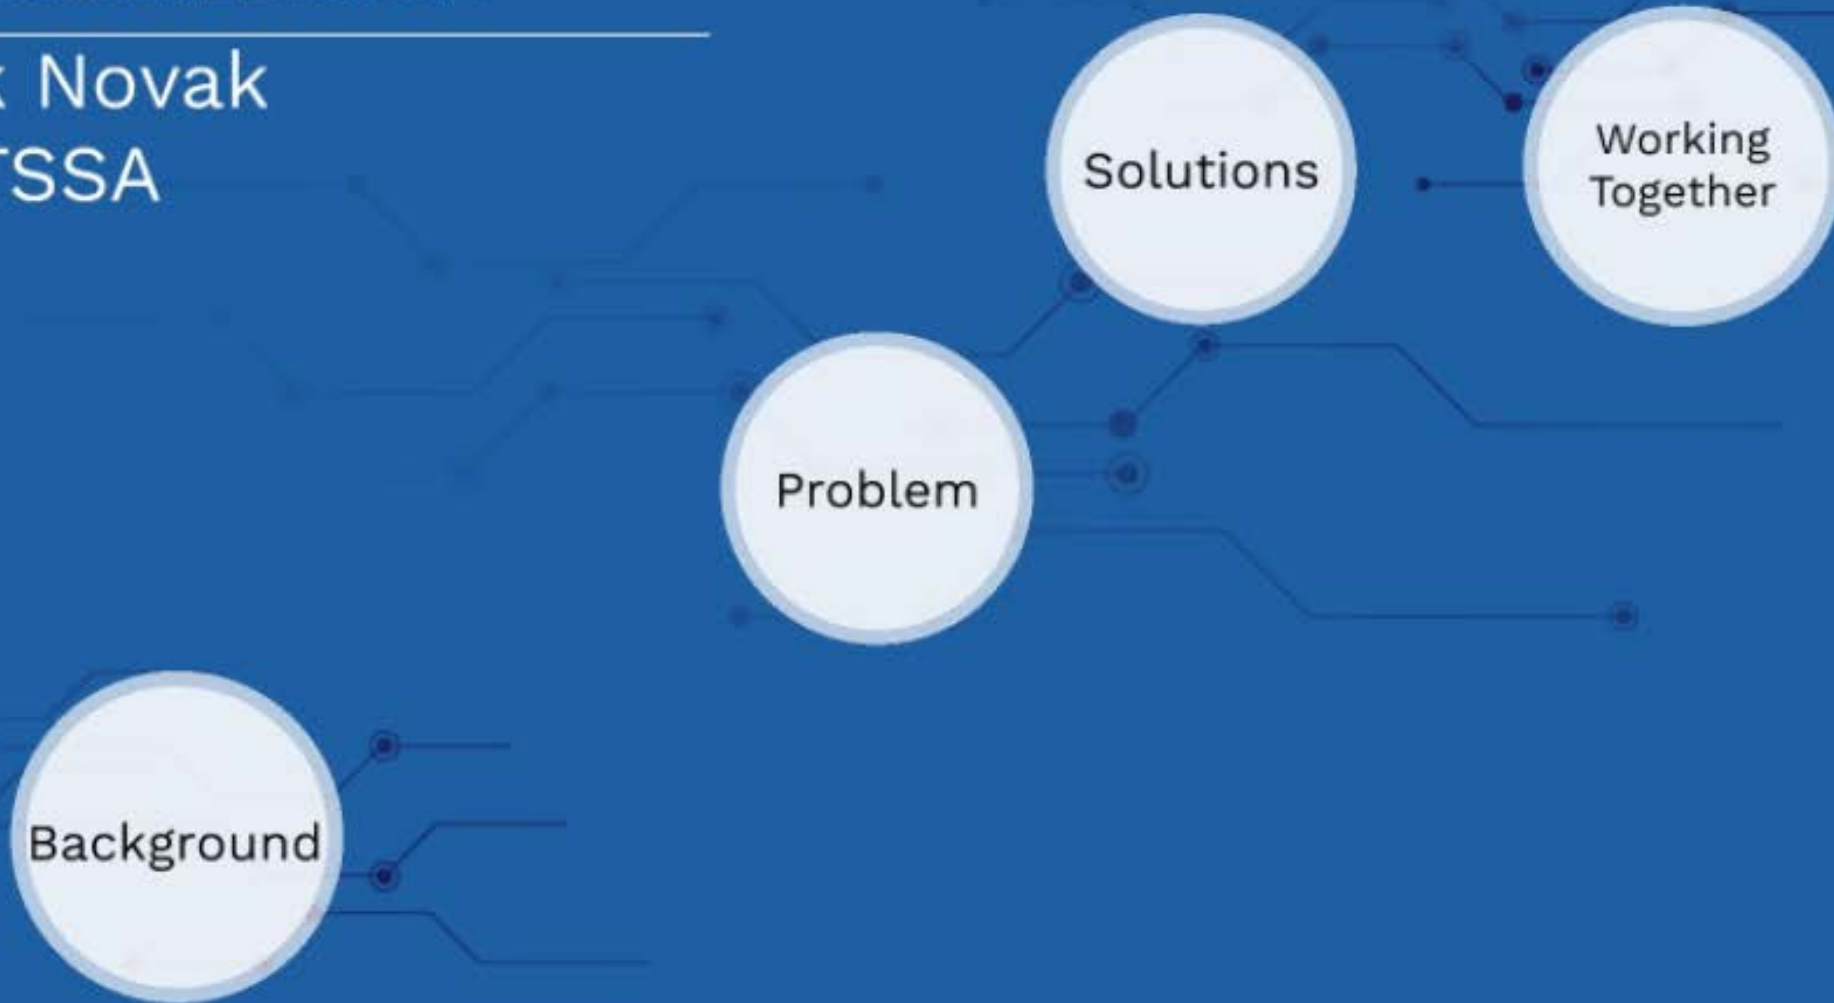 Novak
TSSA
Solutions
Working
Together
Problem
Background